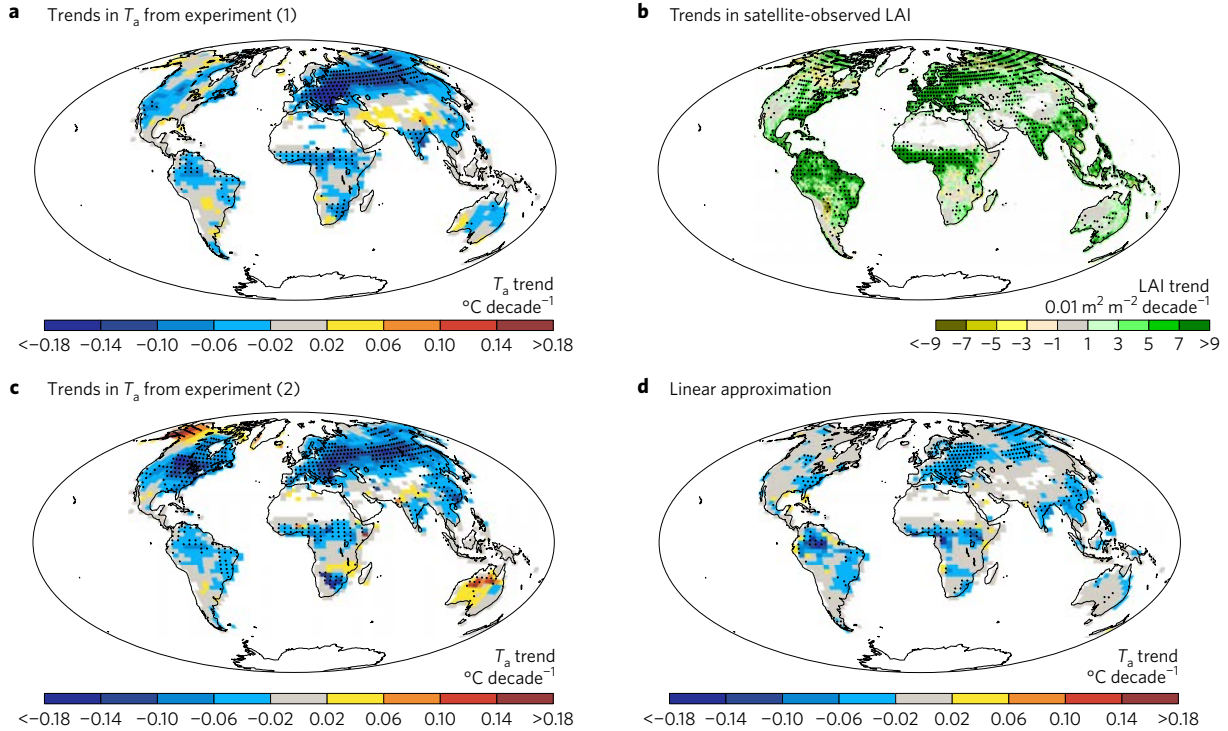 a Trends in Ta from experiment (1)
Ta trend
°C decade−1
<−0.18 −0.14 −0.10 −0.06 −0.02 0.02 0.06 0.10 0.14 >0.18
b Trends in satellite-observed LAI
LAI trend
0.01 m2 m−2 decade−1
<−9 −7 −5 −3 −1 1 3 5 7 >9
c Trends in Ta from experiment (2)
Ta trend
°C decade−1
<−0.18 −0.14 −0.10 −0.06 −0.02 0.02 0.06 0.10 0.14 >0.18
d Linear approximation
Ta trend
°C decade−1
<−0.18 −0.14 −0.10 −0.06 −0.02 0.02 0.06 0.10 0.14 >0.18